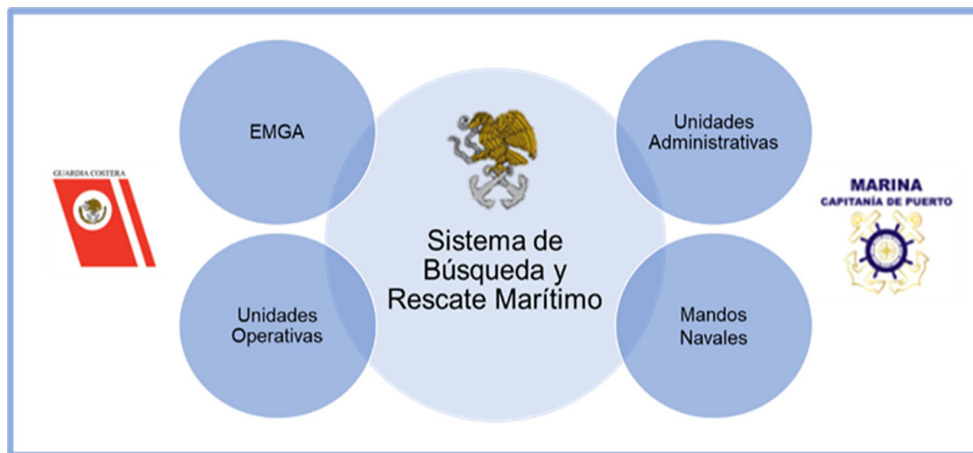 EMGA
Unidades
Administrativas
GUARDIA COSTERA
MARINA
CAPITANÍA DE PUERTO
Sistema de
Búsqueda y
Rescate Marítimo
Unidades
Operativas
Mandos
Navales